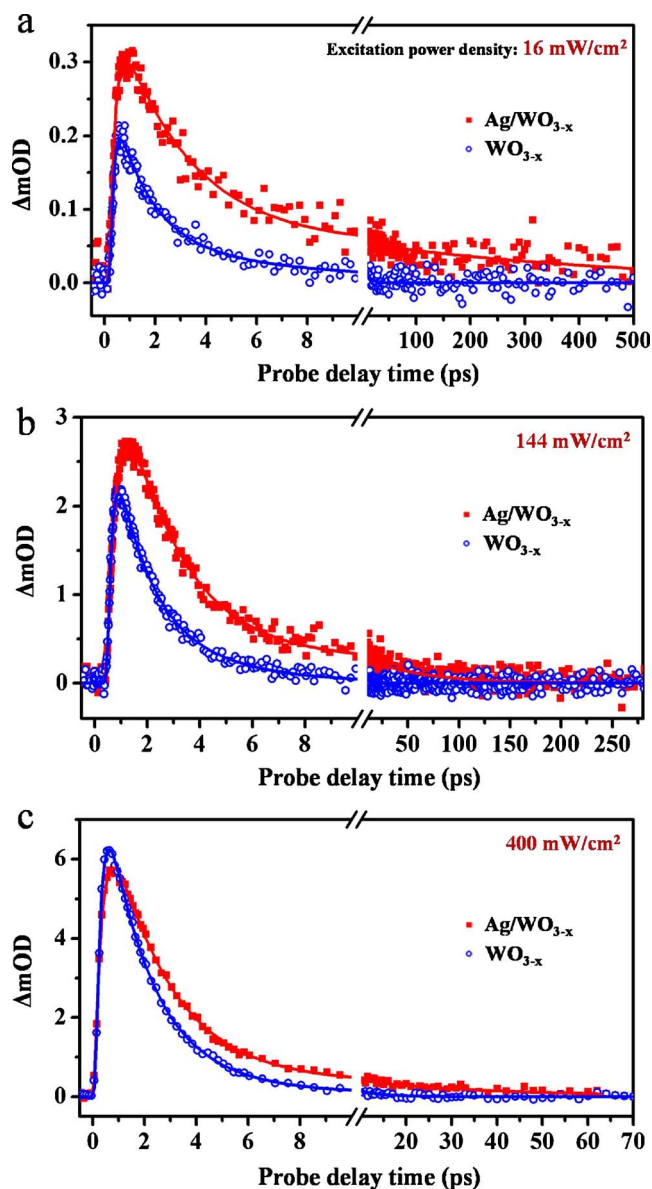 a
Excitation power density: 16 mW/cm²
Ag/WO₃₋ₓ
WO₃₋ₓ
ΔmOD
0.3
0.2
0.1
0.0
0 2 4 6 8 100 200 300 400 500
Probe delay time (ps)
b
144 mW/cm²
Ag/WO₃₋ₓ
WO₃₋ₓ
ΔmOD
3
2
1
0
0 2 4 6 8 50 100 150 200 250
Probe delay time (ps)
c
400 mW/cm²
Ag/WO₃₋ₓ
WO₃₋ₓ
ΔmOD
6
4
2
0
0 2 4 6 8 20 30 40 50 60 70
Probe delay time (ps)